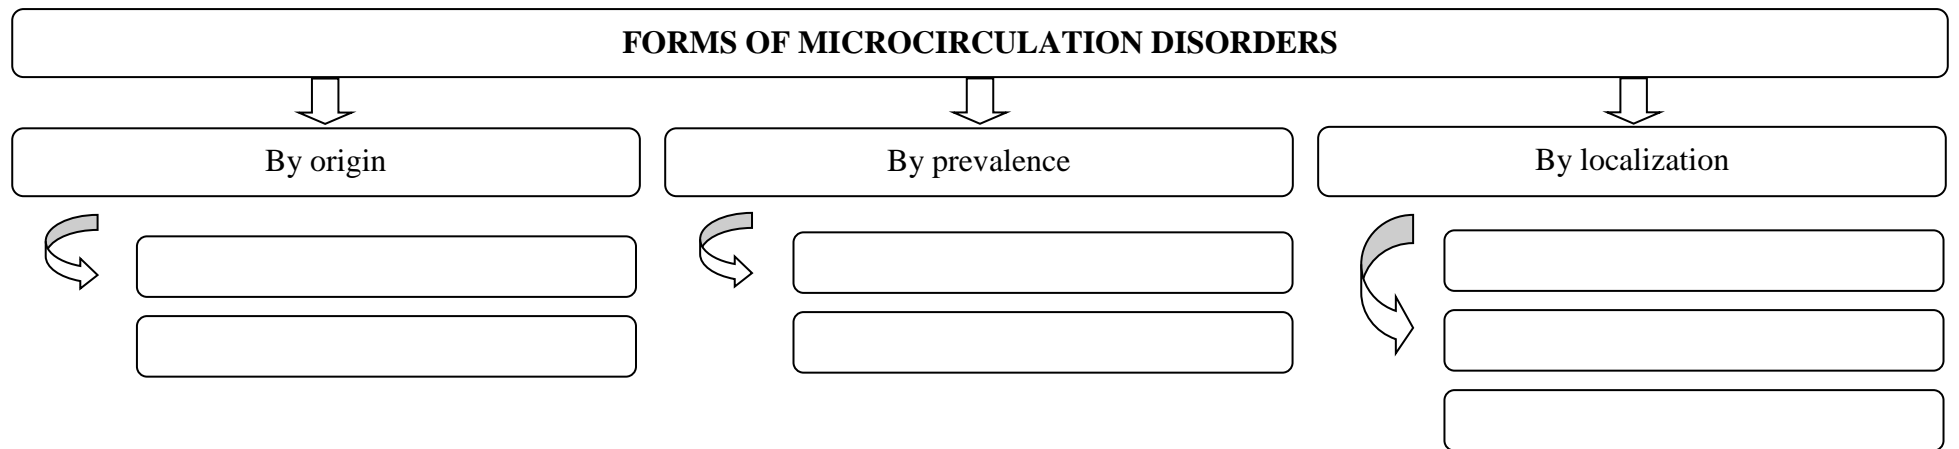 FORMS OF MICROCIRCULATION DISORDERS
By origin
By prevalence
By localization